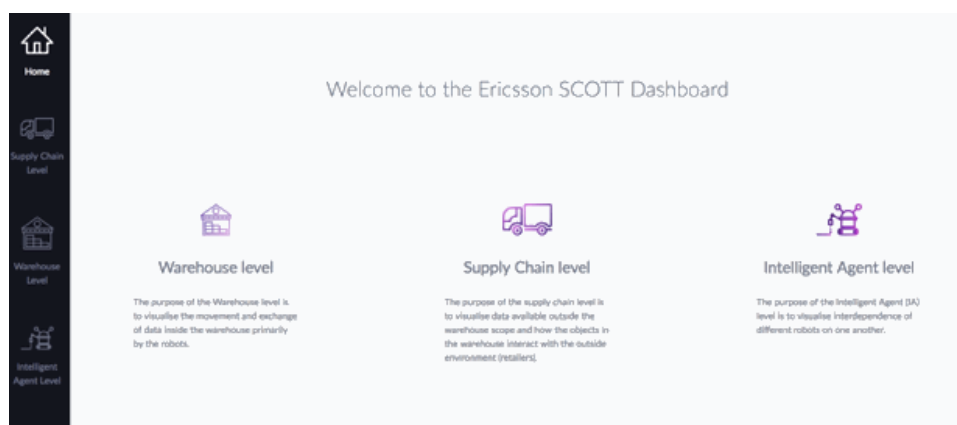 Home
Supply Chain
Level
Warehouse
Level
Intelligent
Agent Level
Welcome to the Ericsson SCOTT Dashboard
Warehouse level
The purpose of the Warehouse level is
to visualise the movement and exchange
of data inside the warehouse primarily
by the robots.
Supply Chain level
The purpose of the supply chain level is
to visualise data available outside the
warehouse scope and how the objects in
the warehouse interact with the outside
environment (retailers).
Intelligent Agent level
The purpose of the Intelligent Agent (IA)
level is to visualise interdependence of
different robots on one another.